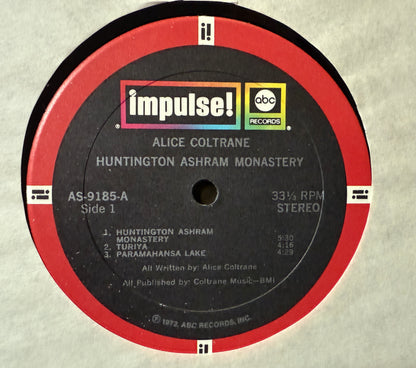 impulse!
abc
RECORDS
ALICE COLTRANE
HUNTINGTON ASHRAM MONASTERY
AS-9185-A 33⅓ RPM
Side 1 STEREO
1. HUNTINGTON ASHRAM
MONASTERY 5:30
2. TURIYA 4:16
3. PARAMAHANSA LAKE 4:29
All Written by: Alice Coltrane
All Published by: Coltrane Music—BMI
Ⓟ 1972, ABC RECORDS, INC.